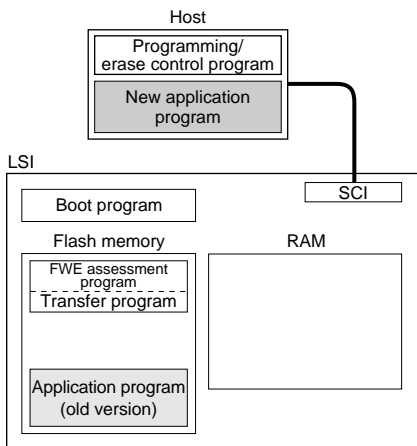 Host
Programming/
erase control program
New application
program
LSI
SCI
Boot program
Flash memory
RAM
FWE assessment
program
Transfer program
Application program
(old version)